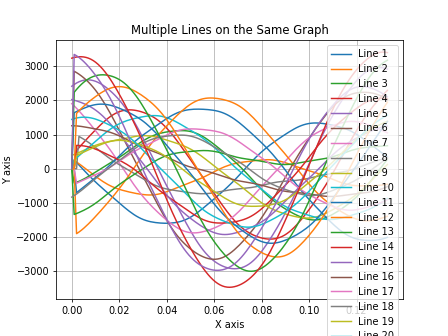 Multiple Lines on the Same Graph
Y axis
3000
2000
1000
0
−1000
−2000
−3000
0.00
0.02
0.04
0.06
0.08
0.10
X axis
Line 1
Line 2
Line 3
Line 4
Line 5
Line 6
Line 7
Line 8
Line 9
Line 10
Line 11
Line 12
Line 13
Line 14
Line 15
Line 16
Line 17
Line 18
Line 19
Line 20